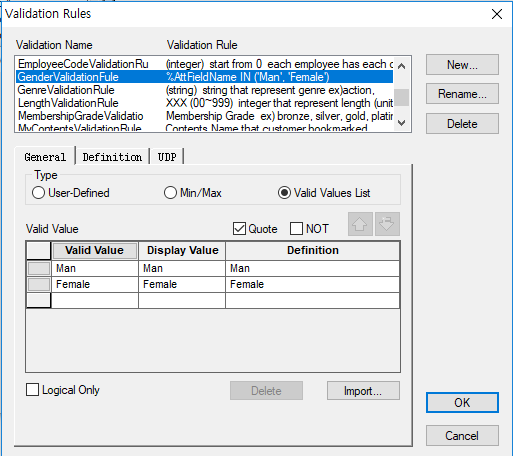 Validation Rules
Validation Name Validation Rule
EmployeeCodeValidationRu (integer) start from 0 each employee has each c
GenderValidationFule %AttFieldName IN ('Man', 'Female')
GenreValidationRule (string) string that represent genre ex)action,
LengthValidationRule XXX (00~999) integer that represent length (unit
MembershipGradeValidatio Membership Grade ex) bronze, silver, gold, platin
MyContentsValidationRule Contents Name that customer bookmarked
New...
Rename...
Delete
General Definition UDP
Type
User-Defined Min/Max Valid Values List
Valid Value Quote NOT
Valid Value Display Value Definition
Man Man Man
Female Female Female
Logical Only Delete Import...
OK
Cancel